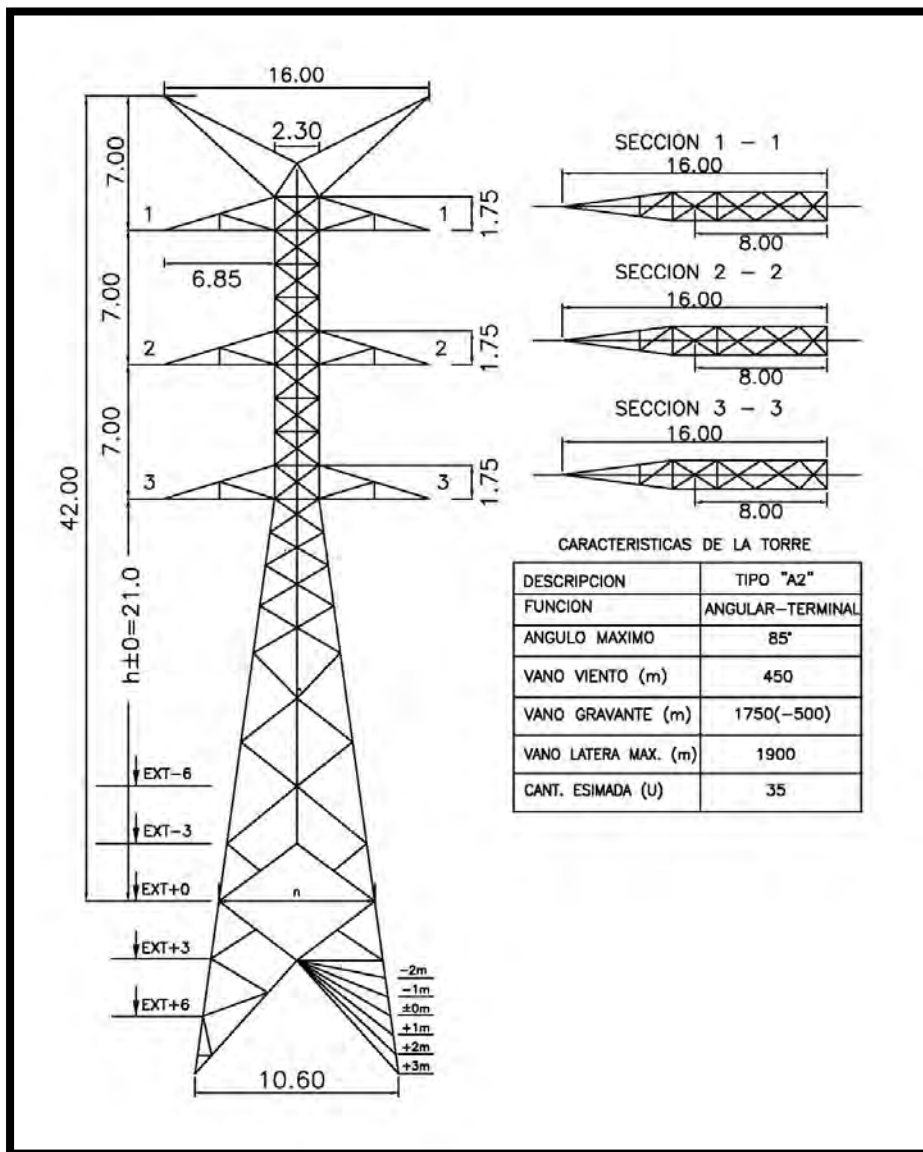 16.00
2.30
7.00
1
1
1.75
6.85
7.00
2
2
1.75
7.00
3
3
1.75
42.00
h±0=21.0
EXT-6
EXT-3
EXT+0
n
EXT+3
EXT+6
-2m
-1m
±0m
+1m
+2m
+3m
10.60
SECCION 1 - 1
16.00
8.00
SECCION 2 - 2
16.00
8.00
SECCION 3 - 3
16.00
8.00
CARACTERISTICAS DE LA TORRE
DESCRIPCION TIPO "A2"
FUNCION ANGULAR-TERMINAL
ANGULO MAXIMO 85°
VANO VIENTO (m) 450
VANO GRAVANTE (m) 1750(-500)
VANO LATERA MAX. (m) 1900
CANT. ESIMADA (U) 35